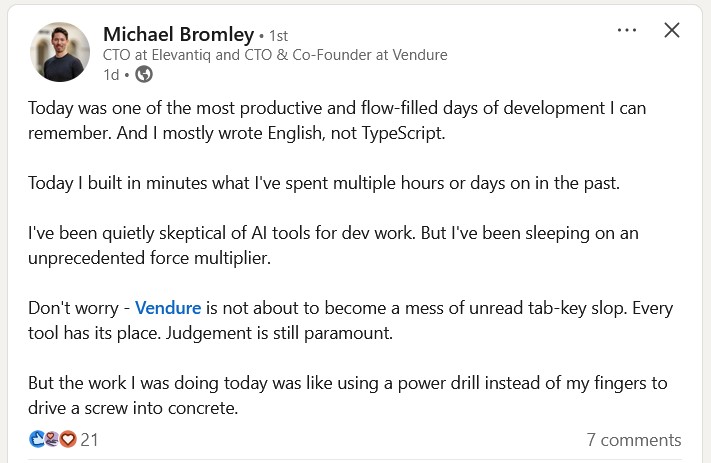 Michael Bromley • 1st
CTO at Elevantiq and CTO & Co-Founder at Vendure
1d •
Today was one of the most productive and flow-filled days of development I can
remember. And I mostly wrote English, not TypeScript.
Today I built in minutes what I've spent multiple hours or days on in the past.
I've been quietly skeptical of AI tools for dev work. But I've been sleeping on an
unprecedented force multiplier.
Don't worry - Vendure is not about to become a mess of unread tab-key slop. Every
tool has its place. Judgement is still paramount.
But the work I was doing today was like using a power drill instead of my fingers to
drive a screw into concrete.
21 7 comments